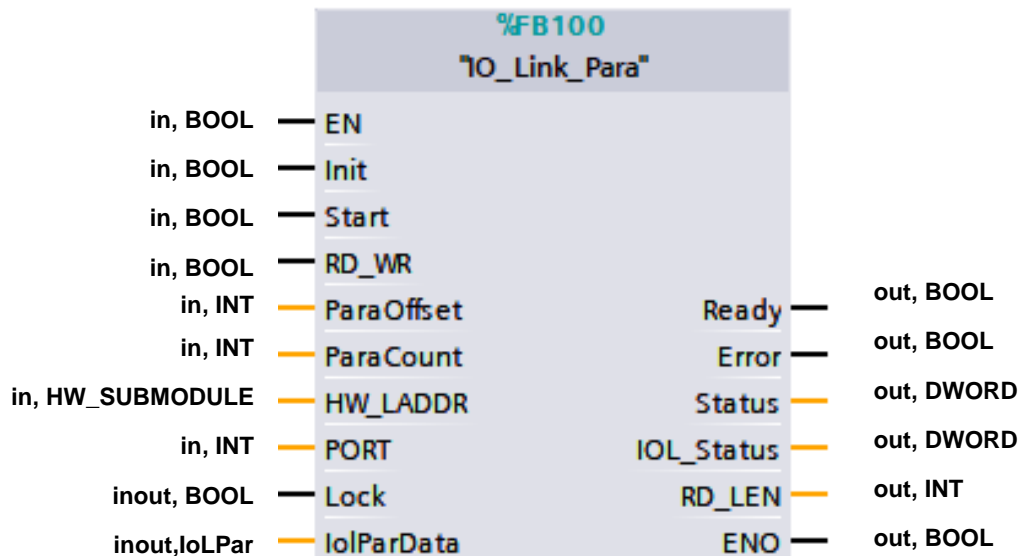 %FB100
"IO_Link_Para"
in, BOOL EN
in, BOOL Init
in, BOOL Start
in, BOOL RD_WR
in, INT ParaOffset Ready out, BOOL
in, INT ParaCount Error out, BOOL
in, HW_SUBMODULE HW_LADDR Status out, DWORD
in, INT PORT IOL_Status out, DWORD
inout, BOOL Lock RD_LEN out, INT
inout,IoLPar IolParData ENO out, BOOL